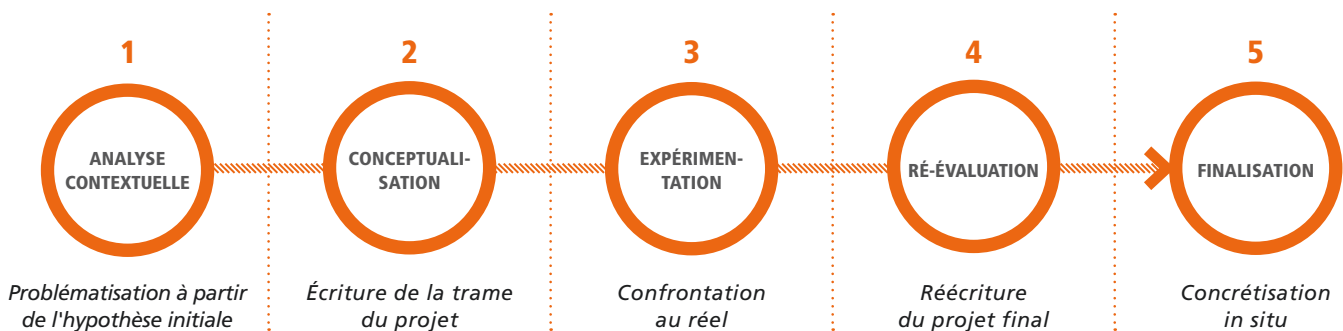 1
ANALYSE
CONTEXTUELLE
Problématisation à partir
de l'hypothèse initiale
2
CONCEPTUALI-
SATION
Écriture de la trame
du projet
3
EXPÉRIMEN-
TATION
Confrontation
au réel
4
RÉ-ÉVALUATION
Réécriture
du projet final
5
FINALISATION
Concrétisation
in situ